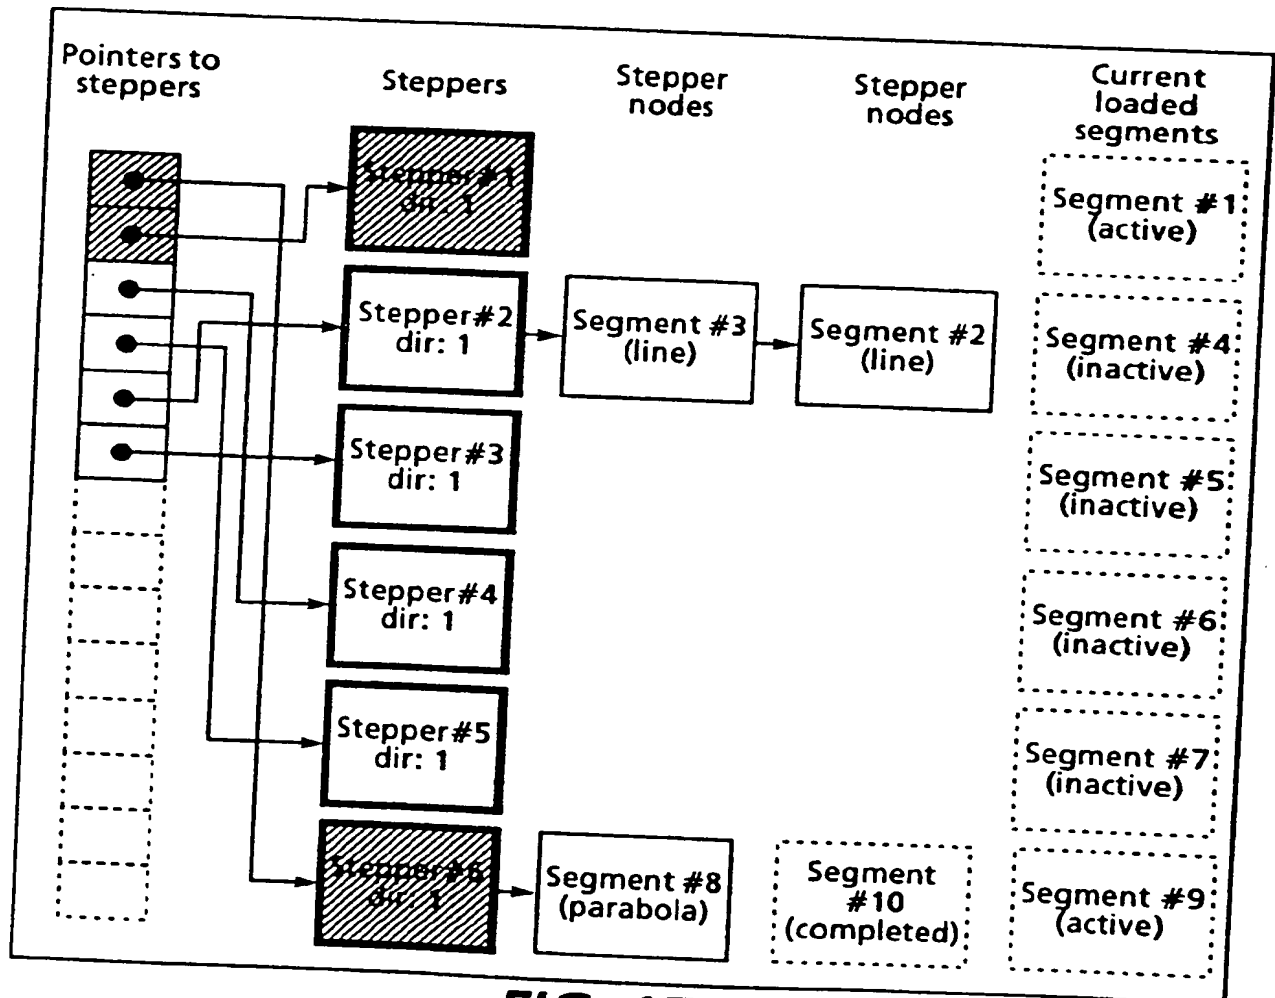 Pointers to
steppers
Steppers
Stepper
nodes
Stepper
nodes
Current
loaded
segments
Stepper#1
dir: 1
Segment #1
(active)
Stepper#2
dir: 1
Segment #3
(line)
Segment #2
(line)
Segment #4
(inactive)
Stepper#3
dir: 1
Segment #5
(inactive)
Stepper#4
dir: 1
Segment #6
(inactive)
Stepper#5
dir: 1
Segment #7
(inactive)
Stepper#6
dir: 1
Segment #8
(parabola)
Segment
#10
(completed)
Segment #9
(active)